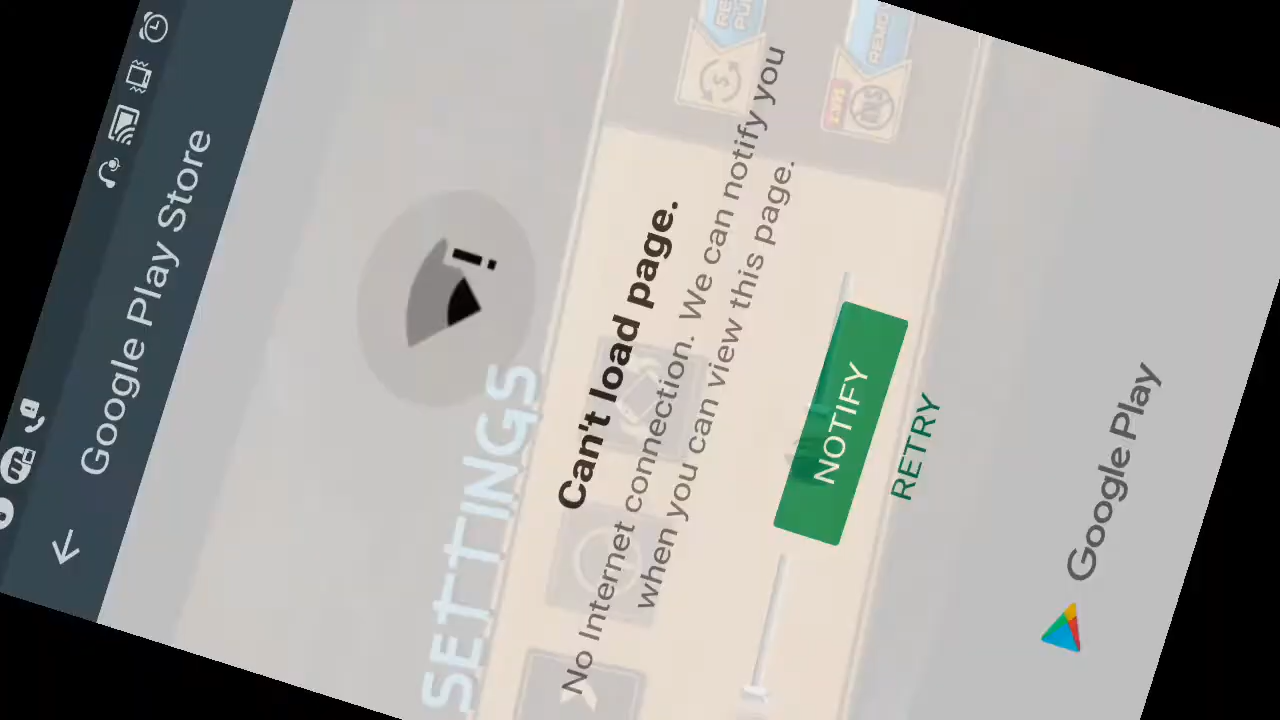 Google Play Store
Can't load page.
No Internet connection. We can notify you
when you can view this page.
NOTIFY
RETRY
Google Play
SETTINGS